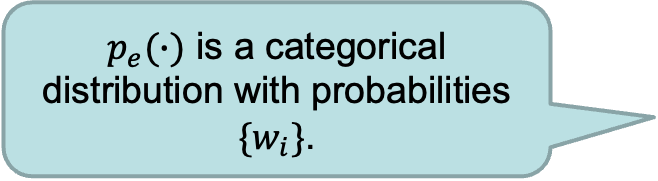 𝑝ₑ(·) is a categorical
distribution with probabilities
{𝑤ᵢ}.